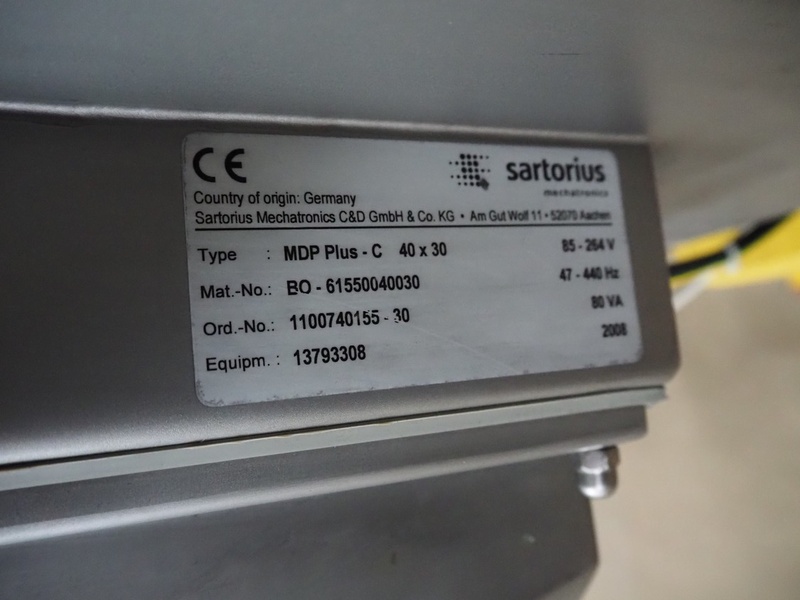 CE
sartorius
mechatronics
Country of origin: Germany
Sartorius Mechatronics C&D GmbH & Co. KG • Am Gut Wolf 11 • 52070 Aachen
Type : MDP Plus - C 40 x 30 85 - 264 V
Mat.-No.: BO - 61550040030 47 - 440 Hz
Ord.-No.: 1100740155 - 30 80 VA
Equipm. : 13793308 2008